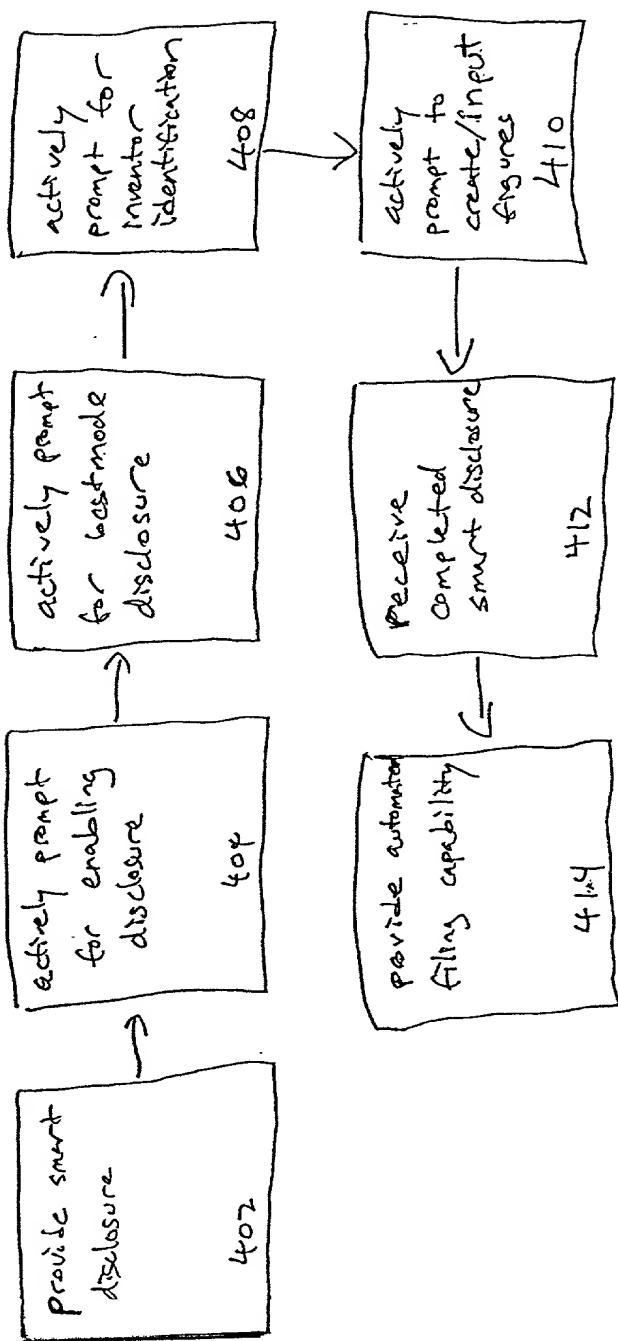 provide smart
disclosure
402
actively prompt
for enabling
disclosure
404
actively prompt
for bestmode
disclosure
406
actively
prompt for
inventor
identification
408
actively
prompt to
create/input
figures
410
receive
completed
smart disclosure
412
provide automated
filing capability
414